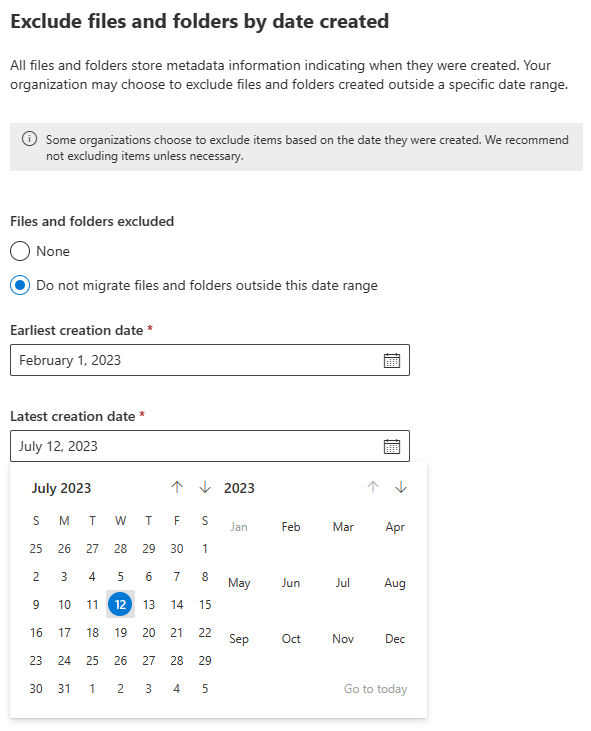 Exclude files and folders by date created
All files and folders store metadata information indicating when they were created. Your
organization may choose to exclude files and folders created outside a specific date range.
Some organizations choose to exclude items based on the date they were created. We recommend
not excluding items unless necessary.
Files and folders excluded
None
Do not migrate files and folders outside this date range
Earliest creation date *
February 1, 2023
Latest creation date *
July 12, 2023
July 2023
S M T W T F S
25 26 27 28 29 30 1
2 3 4 5 6 7 8
9 10 11 12 13 14 15
16 17 18 19 20 21 22
23 24 25 26 27 28 29
30 31 1 2 3 4 5
2023
Jan Feb Mar Apr
May Jun Jul Aug
Sep Oct Nov Dec
Go to today